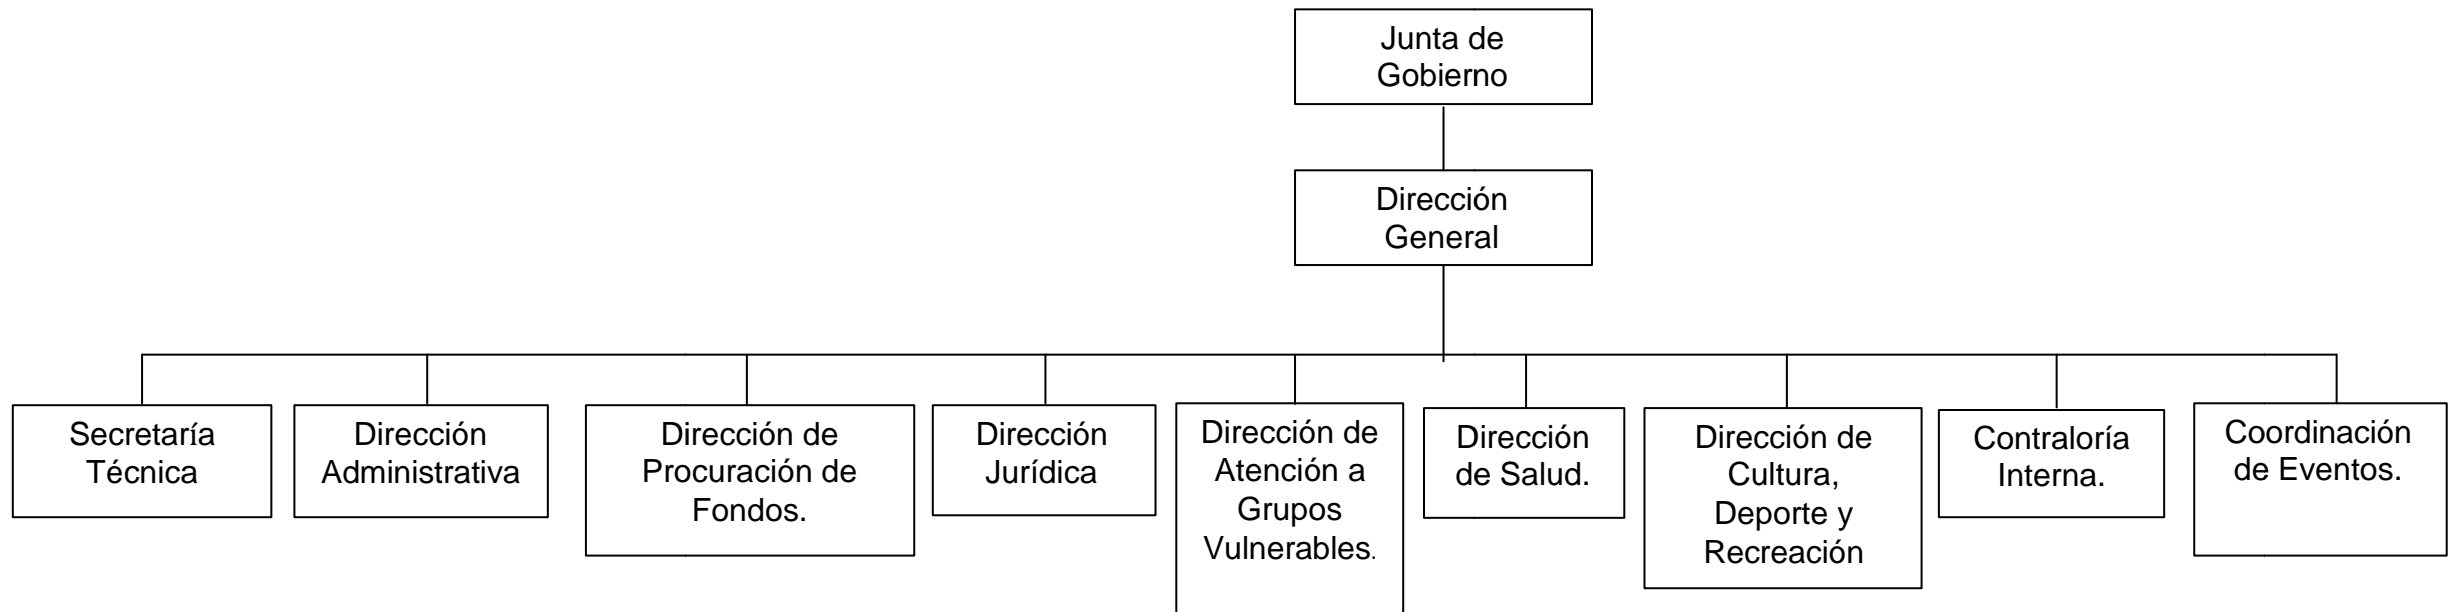 Junta de
Gobierno
Dirección
General
Secretaría
Técnica
Dirección
Administrativa
Dirección de
Procuración de
Fondos.
Dirección
Jurídica
Dirección de
Atención a
Grupos
Vulnerables.
Dirección
de Salud.
Dirección de
Cultura,
Deporte y
Recreación
Contraloría
Interna.
Coordinación
de Eventos.